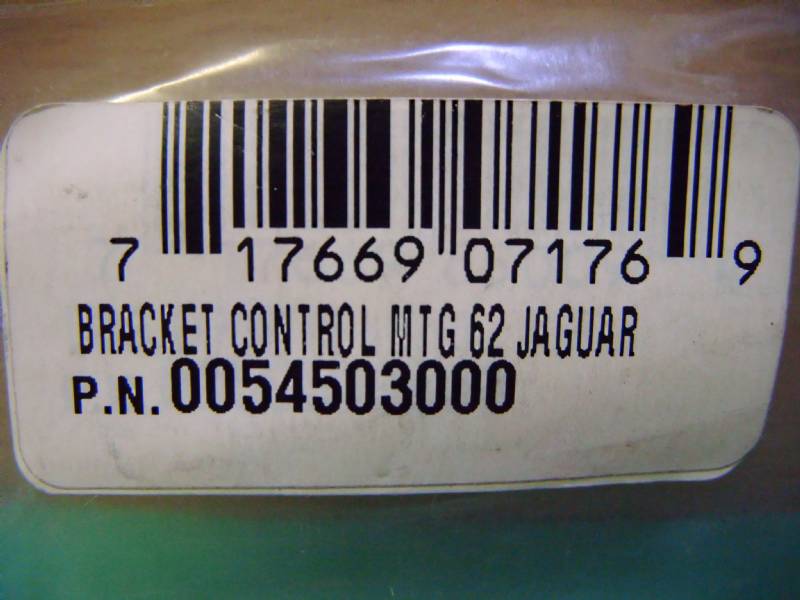 7 17669 07176 9
BRACKET CONTROL MTG 62 JAGUAR
P.N. 0054503000